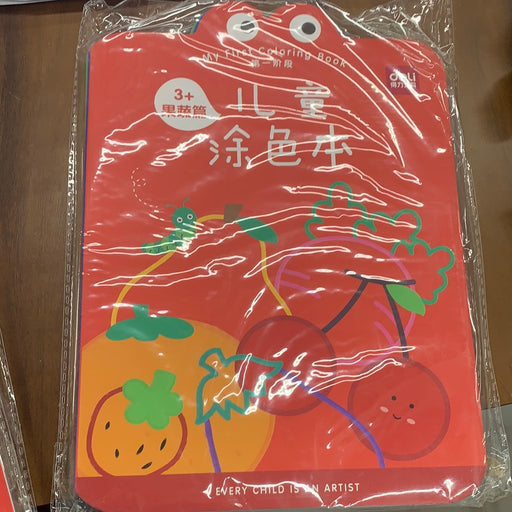 My First Coloring Book
第一阶段
deli
3+
果蔬篇
儿童
涂色本
EVERY CHILD IS AN ARTIST